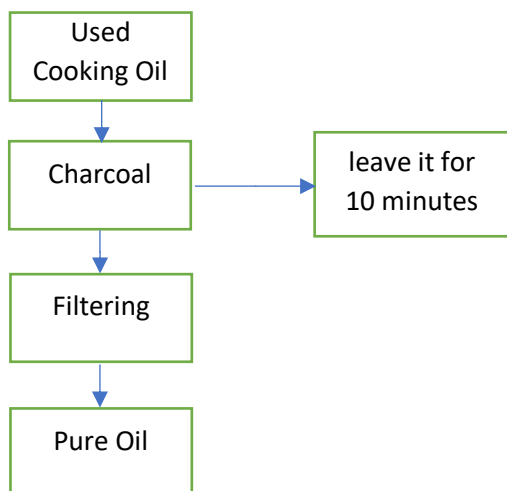 Used
Cooking Oil
Charcoal
leave it for
10 minutes
Filtering
Pure Oil